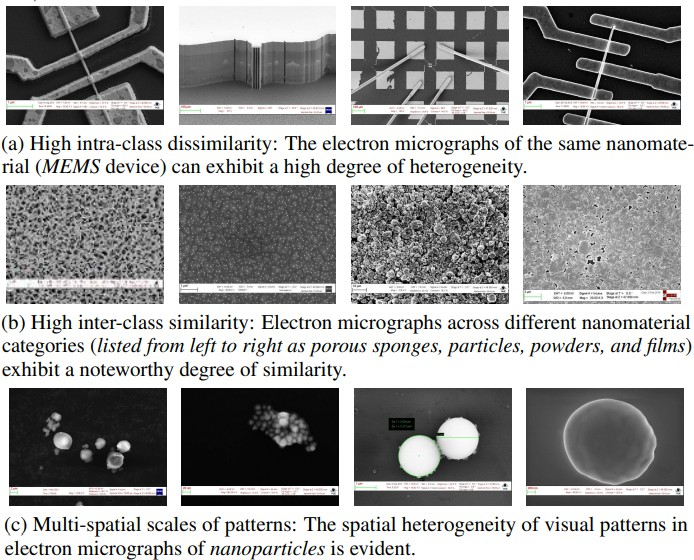 (a) High intra-class dissimilarity: The electron micrographs of the same nanomate-
rial (MEMS device) can exhibit a high degree of heterogeneity.
(b) High inter-class similarity: Electron micrographs across different nanomaterial
categories (listed from left to right as porous sponges, particles, powders, and films)
exhibit a noteworthy degree of similarity.
(c) Multi-spatial scales of patterns: The spatial heterogeneity of visual patterns in
electron micrographs of nanoparticles is evident.